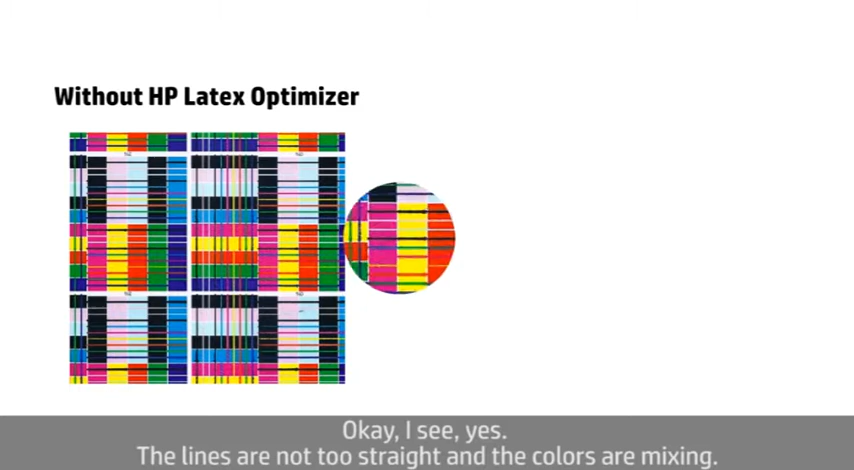 Without HP Latex Optimizer
Okay, I see, yes.
The lines are not too straight and the colors are mixing.